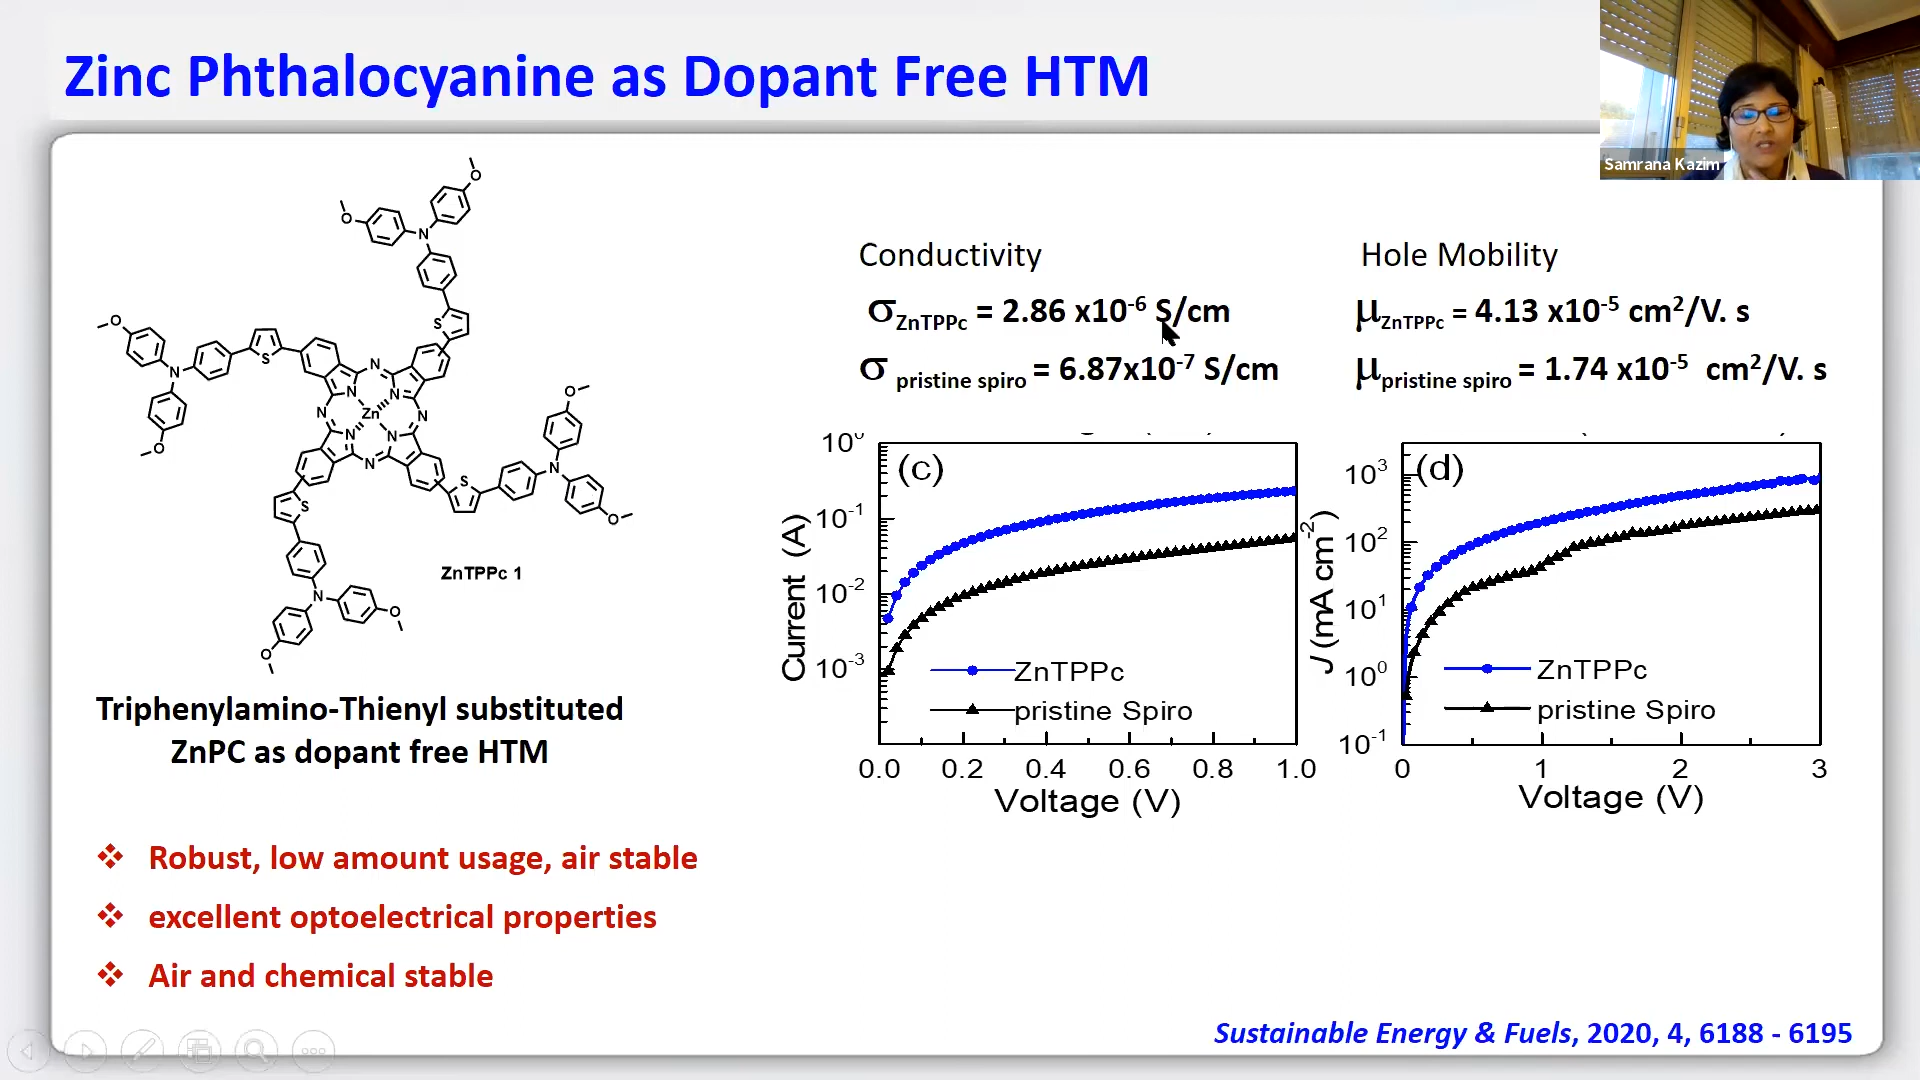 Zinc Phthalocyanine as Dopant Free HTM
Samrana Kazim
ZnTPPc 1
Triphenylamino-Thienyl substituted
ZnPC as dopant free HTM
❖ Robust, low amount usage, air stable
❖ excellent optoelectrical properties
❖ Air and chemical stable
Conductivity
σZnTPPc = 2.86 x10-6 S/cm
σ pristine spiro = 6.87x10-7 S/cm
Hole Mobility
μZnTPPc = 4.13 x10-5 cm2/V. s
μpristine spiro = 1.74 x10-5 cm2/V. s
(c)
Current (A)
100
10-1
10-2
10-3
ZnTPPc
pristine Spiro
0.0 0.2 0.4 0.6 0.8 1.0
Voltage (V)
(d)
J (mA cm-2)
103
102
101
100
10-1
ZnTPPc
pristine Spiro
0 1 2 3
Voltage (V)
Sustainable Energy & Fuels, 2020, 4, 6188 - 6195